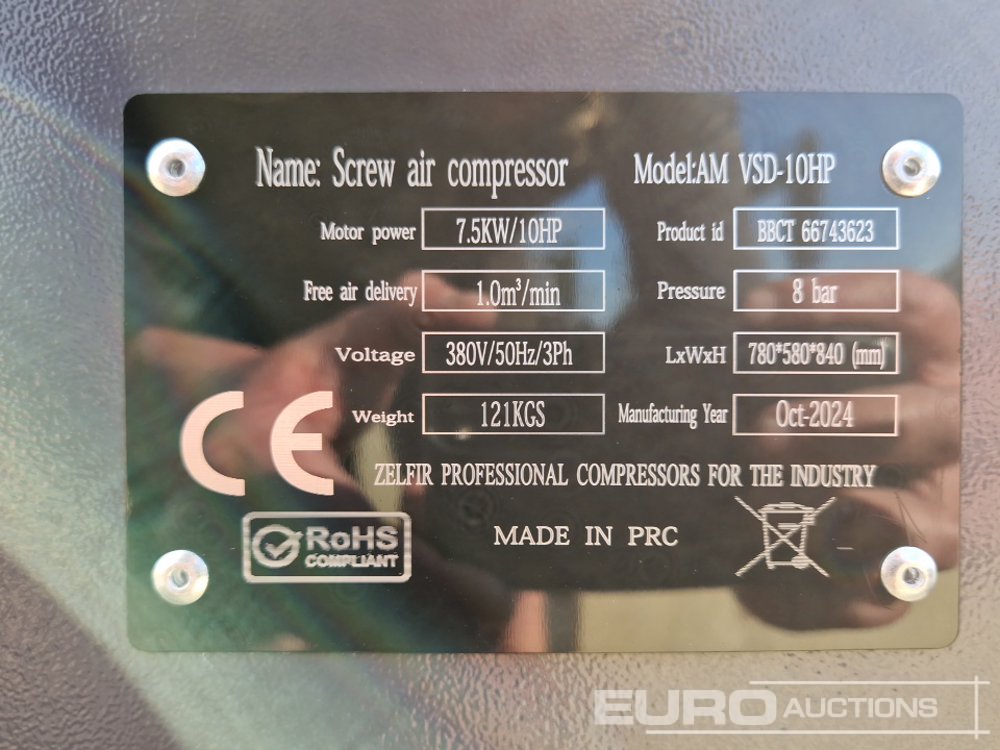 Name: Screw air compressor Model:AM VSD-10HP
Motor power 7.5KW/10HP Product id BBCT 66743623
Free air delivery 1.0m³/min Pressure 8 bar
Voltage 380V/50Hz/3Ph LxWxH 780*580*840 (mm)
Weight 121KGS Manufacturing Year Oct-2024
CE
ZELFIR PROFESSIONAL COMPRESSORS FOR THE INDUSTRY
RoHS
COMPLIANT
MADE IN PRC
EURO AUCTIONS